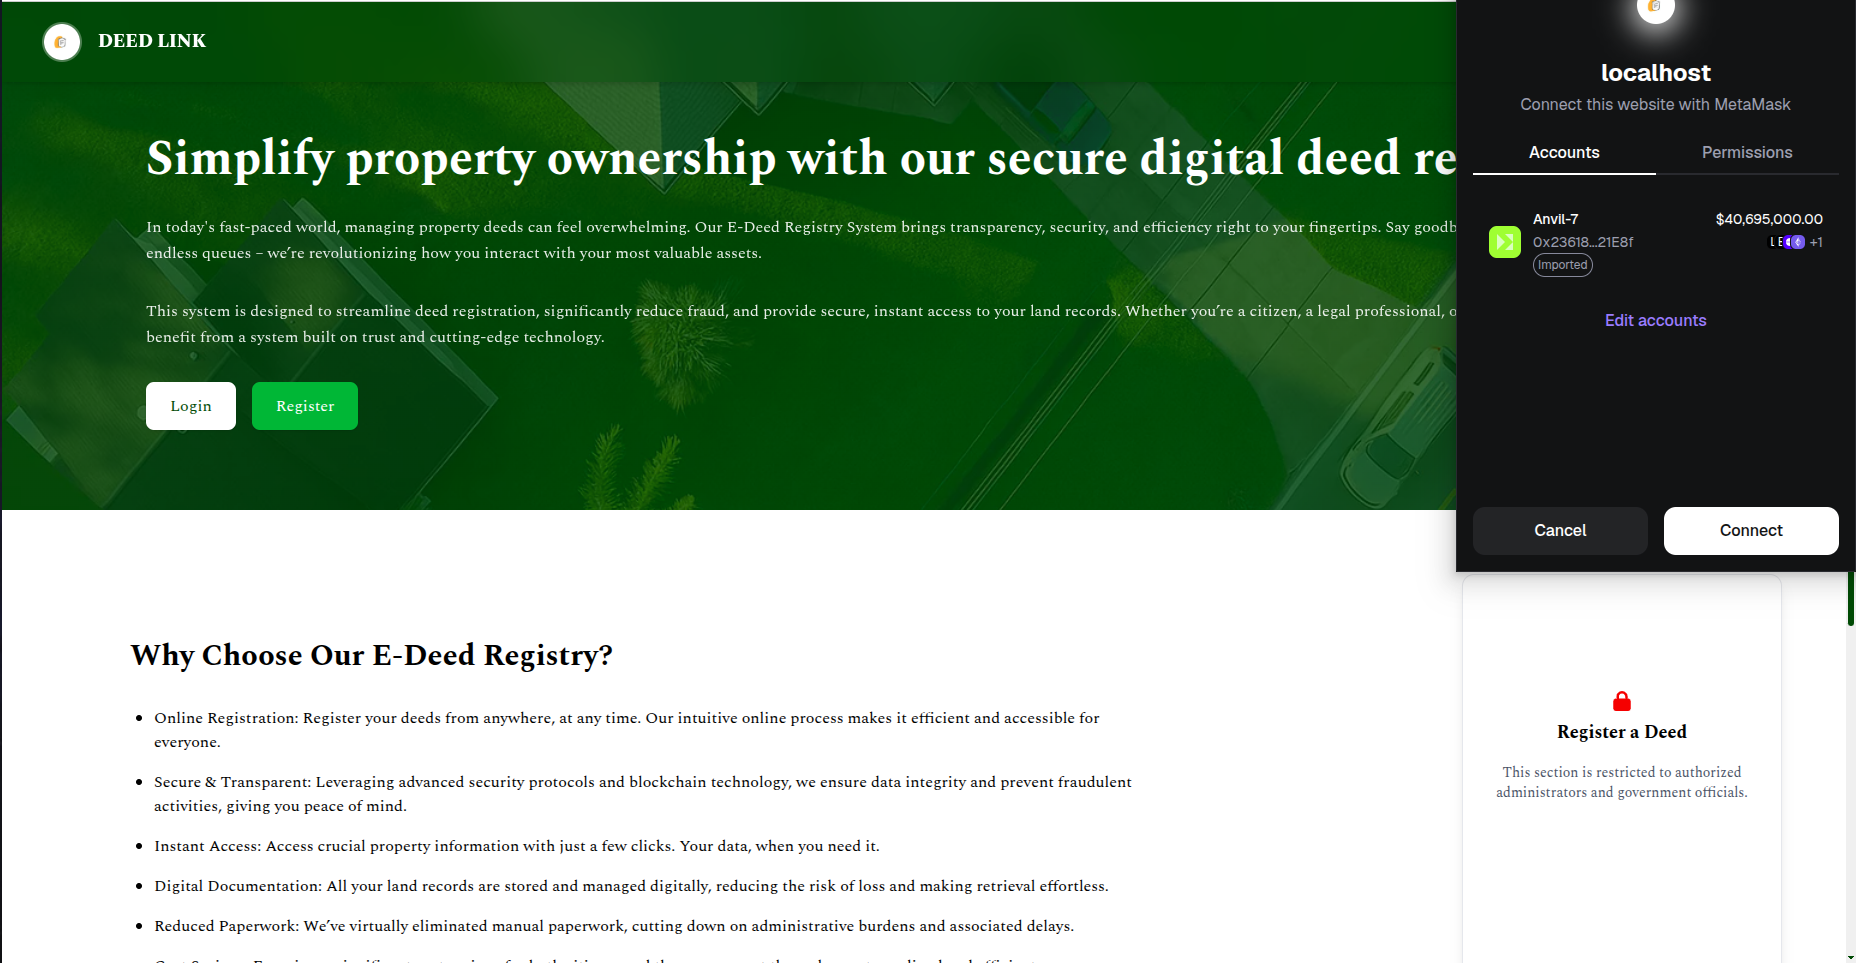 DEED LINK
Simplify property ownership with our secure digital deed re
In today's fast-paced world, managing property deeds can feel overwhelming. Our E-Deed Registry System brings transparency, security, and efficiency right to your fingertips. Say goodb
endless queues – we’re revolutionizing how you interact with your most valuable assets.
This system is designed to streamline deed registration, significantly reduce fraud, and provide secure, instant access to your land records. Whether you’re a citizen, a legal professional, o
benefit from a system built on trust and cutting-edge technology.
Login
Register
localhost
Connect this website with MetaMask
Accounts
Permissions
Anvil-7
$40,695,000.00
0x23618...21E8f
+1
Imported
Edit accounts
Cancel
Connect
Why Choose Our E-Deed Registry?
• Online Registration: Register your deeds from anywhere, at any time. Our intuitive online process makes it efficient and accessible for
everyone.
• Secure & Transparent: Leveraging advanced security protocols and blockchain technology, we ensure data integrity and prevent fraudulent
activities, giving you peace of mind.
• Instant Access: Access crucial property information with just a few clicks. Your data, when you need it.
• Digital Documentation: All your land records are stored and managed digitally, reducing the risk of loss and making retrieval effortless.
• Reduced Paperwork: We’ve virtually eliminated manual paperwork, cutting down on administrative burdens and associated delays.
Register a Deed
This section is restricted to authorized
administrators and government officials.